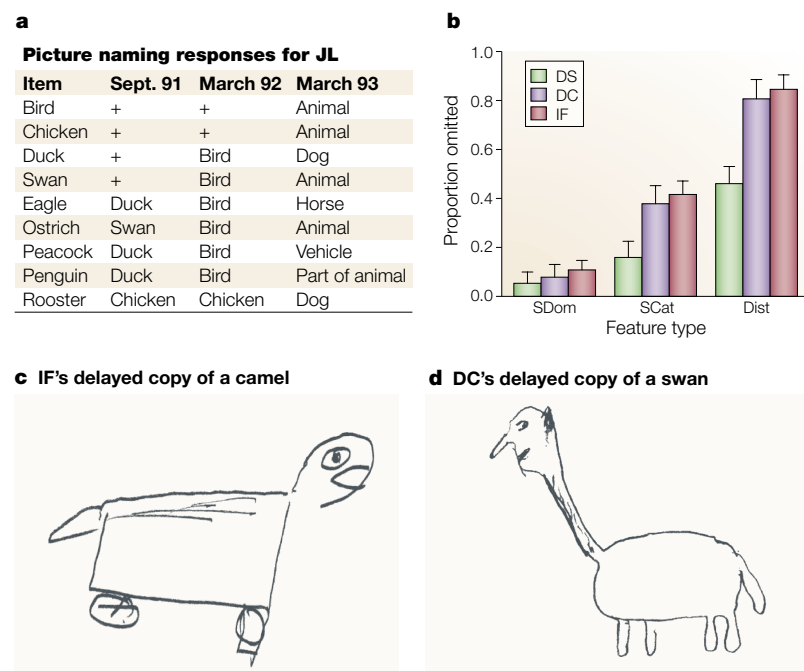 a
Picture naming responses for JL
Item Sept. 91 March 92 March 93
Bird + + Animal
Chicken + + Animal
Duck + Bird Dog
Swan + Bird Animal
Eagle Duck Bird Horse
Ostrich Swan Bird Animal
Peacock Duck Bird Vehicle
Penguin Duck Bird Part of animal
Rooster Chicken Chicken Dog
b
Proportion omitted
1.0
0.8
0.6
0.4
0.2
0.0
DS
DC
IF
SDom SCat Dist
Feature type
c IF’s delayed copy of a camel
d DC’s delayed copy of a swan